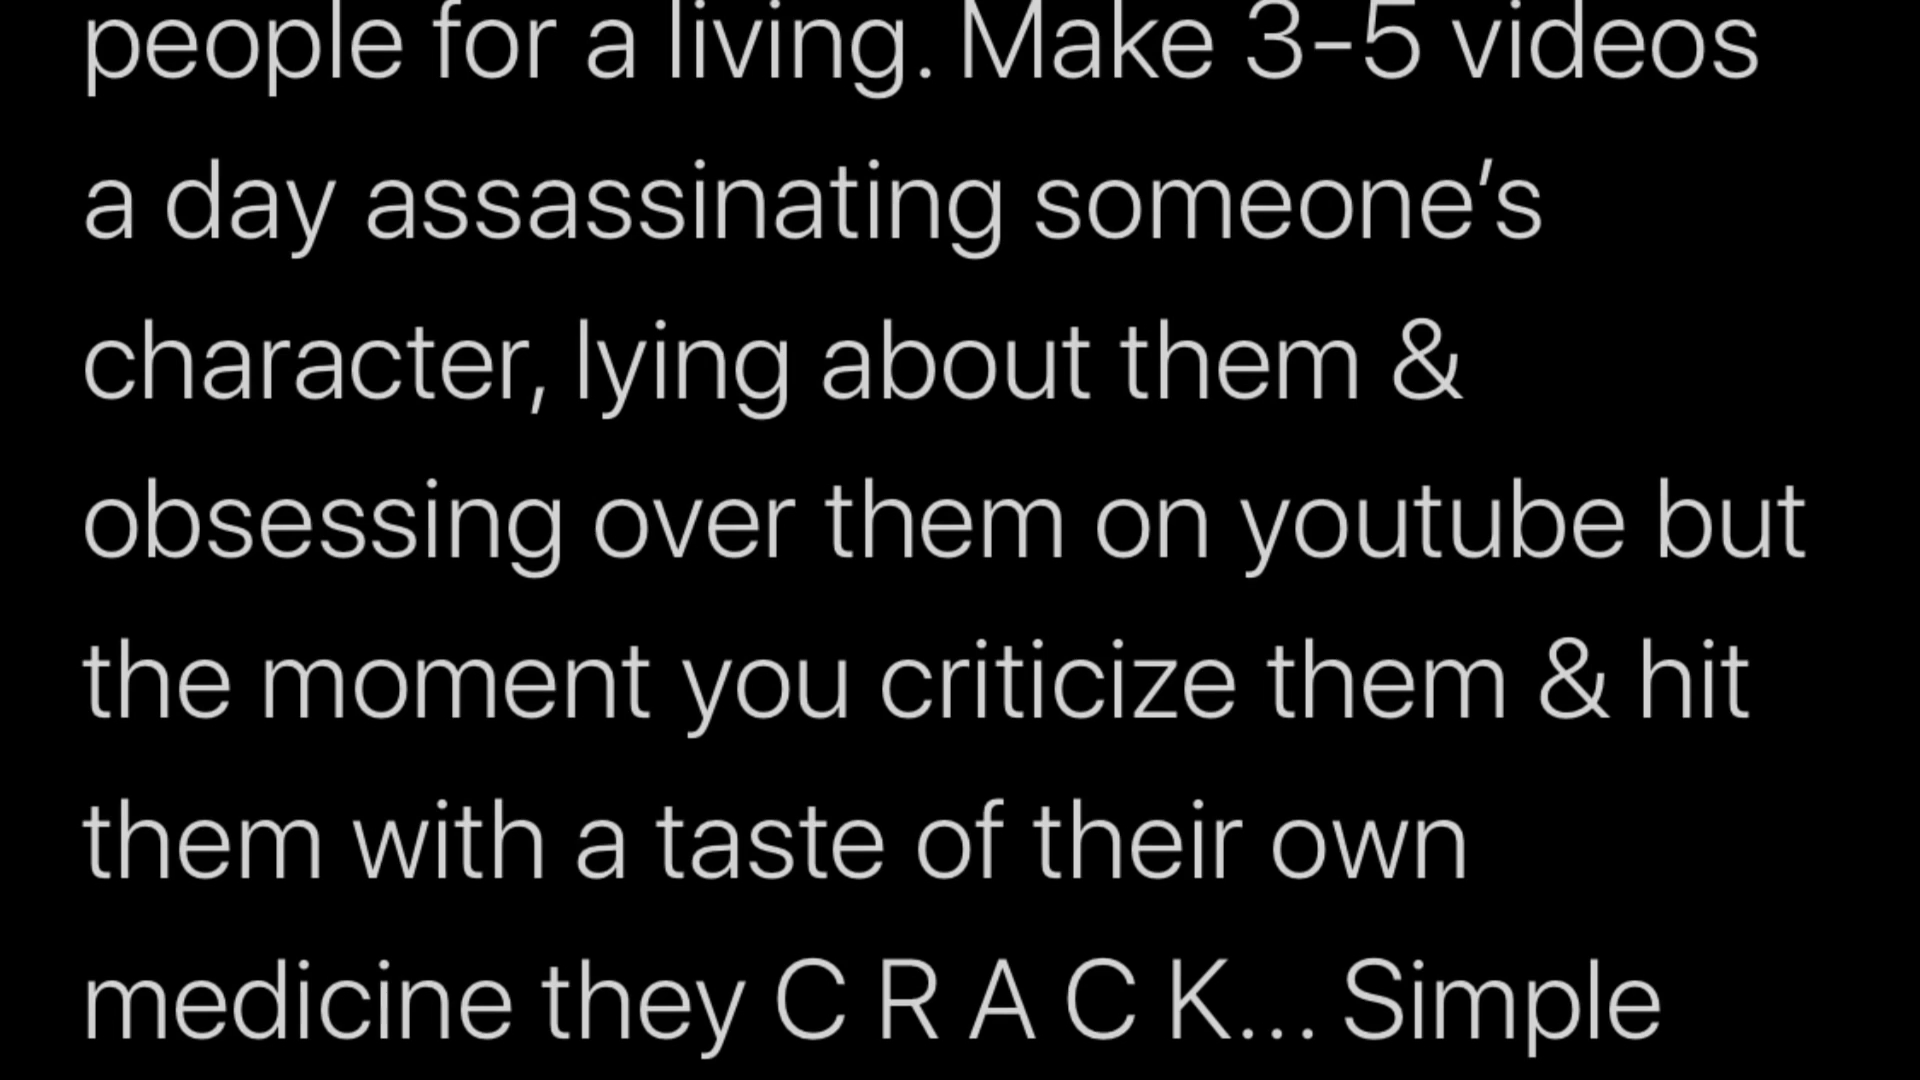 people for a living. Make 3-5 videos
a day assassinating someone’s
character, lying about them &
obsessing over them on youtube but
the moment you criticize them & hit
them with a taste of their own
medicine they C R A C K... Simple